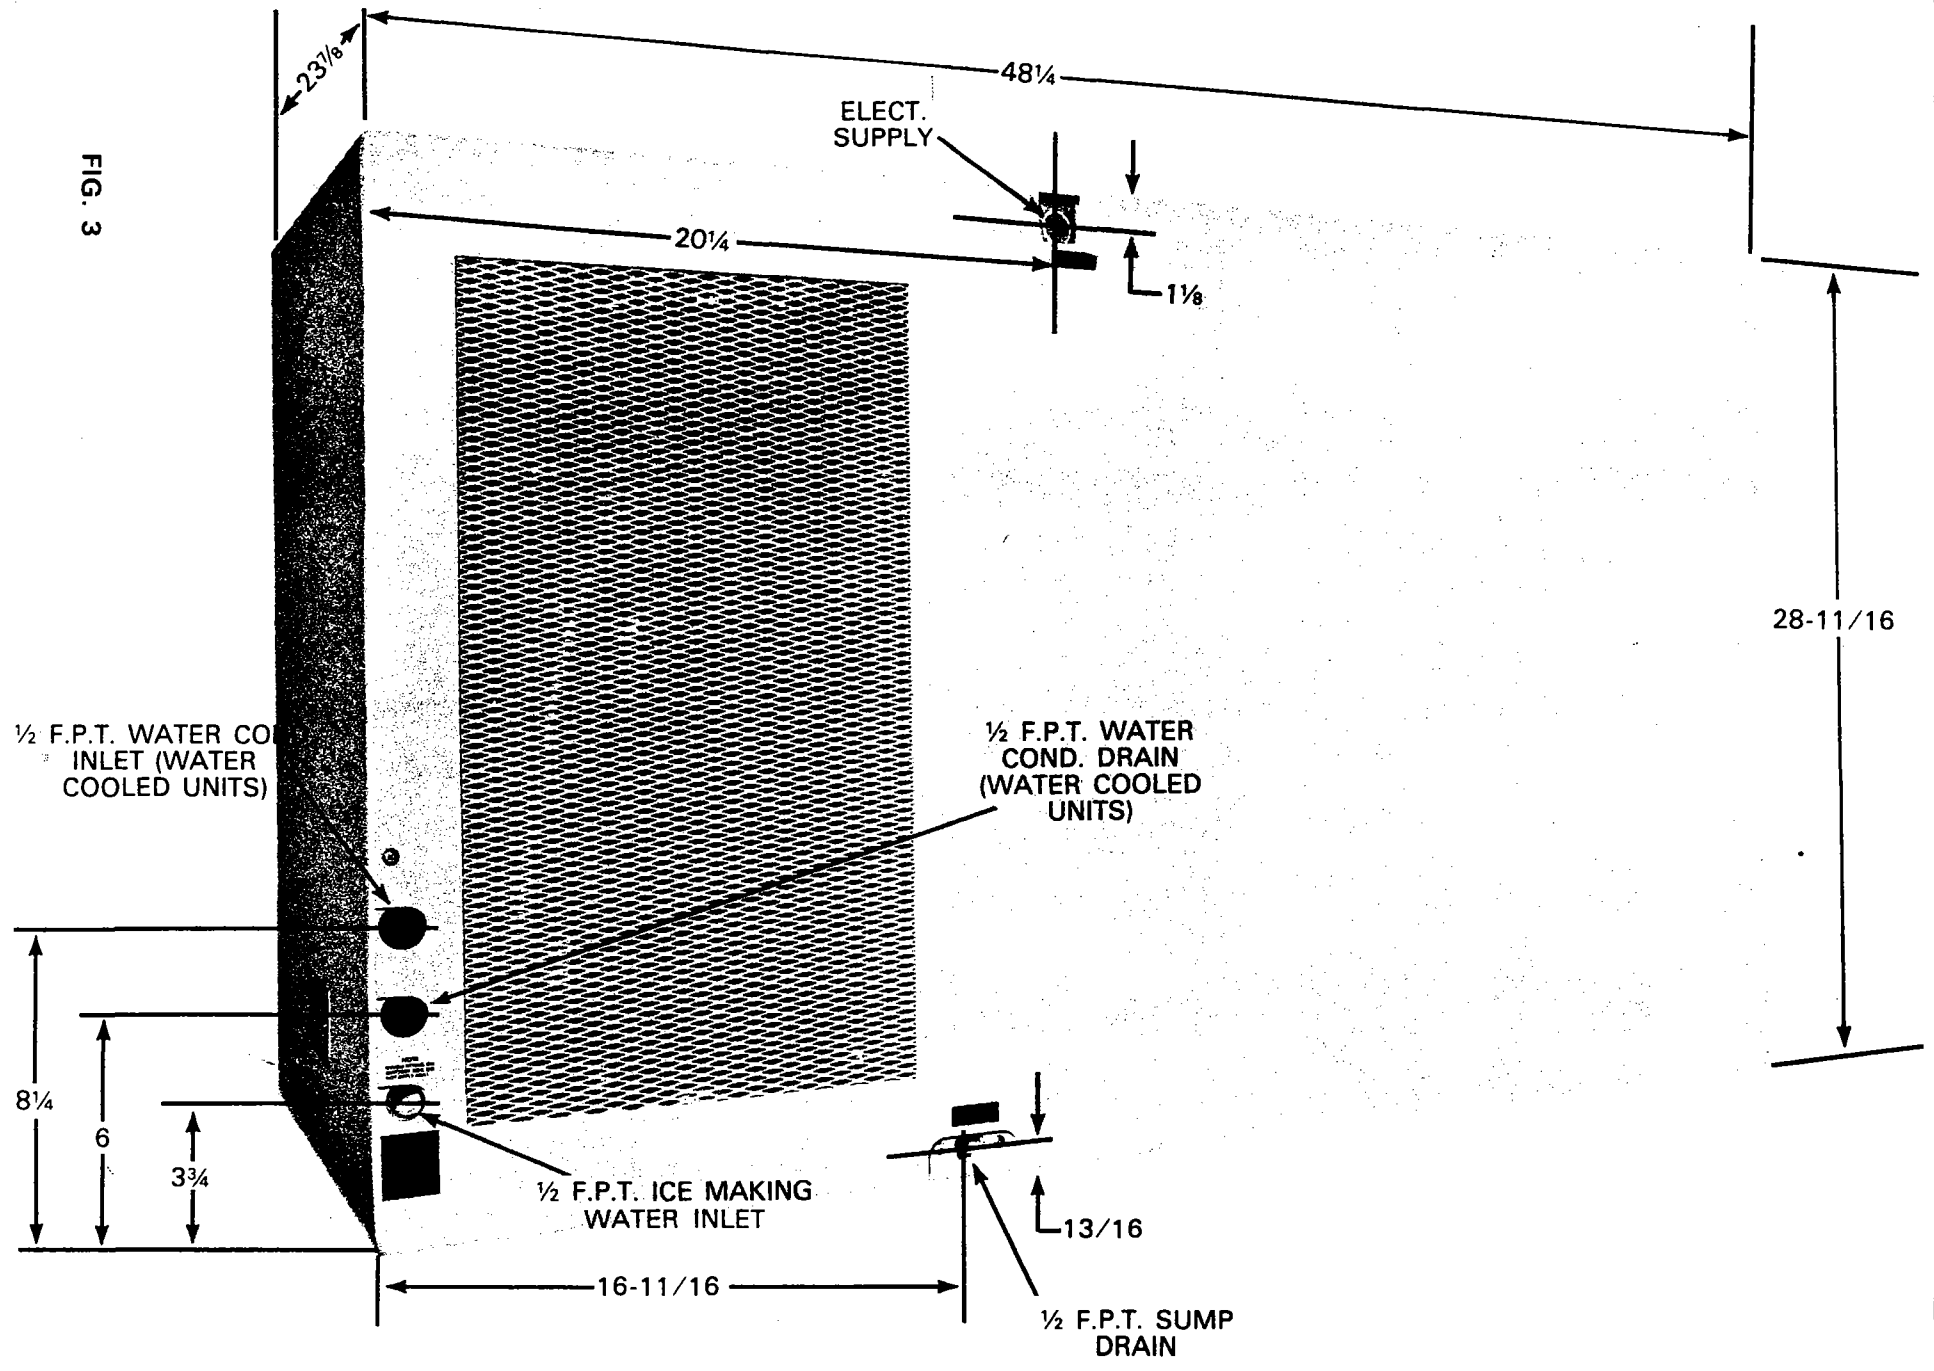 FIG. 3
23⅞
48¼
ELECT.
SUPPLY
20¼
1⅛
28-11/16
½ F.P.T. WATER CO
INLET (WATER
COOLED UNITS)
½ F.P.T. WATER
COND. DRAIN
(WATER COOLED
UNITS)
8¼
6
3¾
½ F.P.T. ICE MAKING
WATER INLET
13/16
16-11/16
½ F.P.T. SUMP
DRAIN